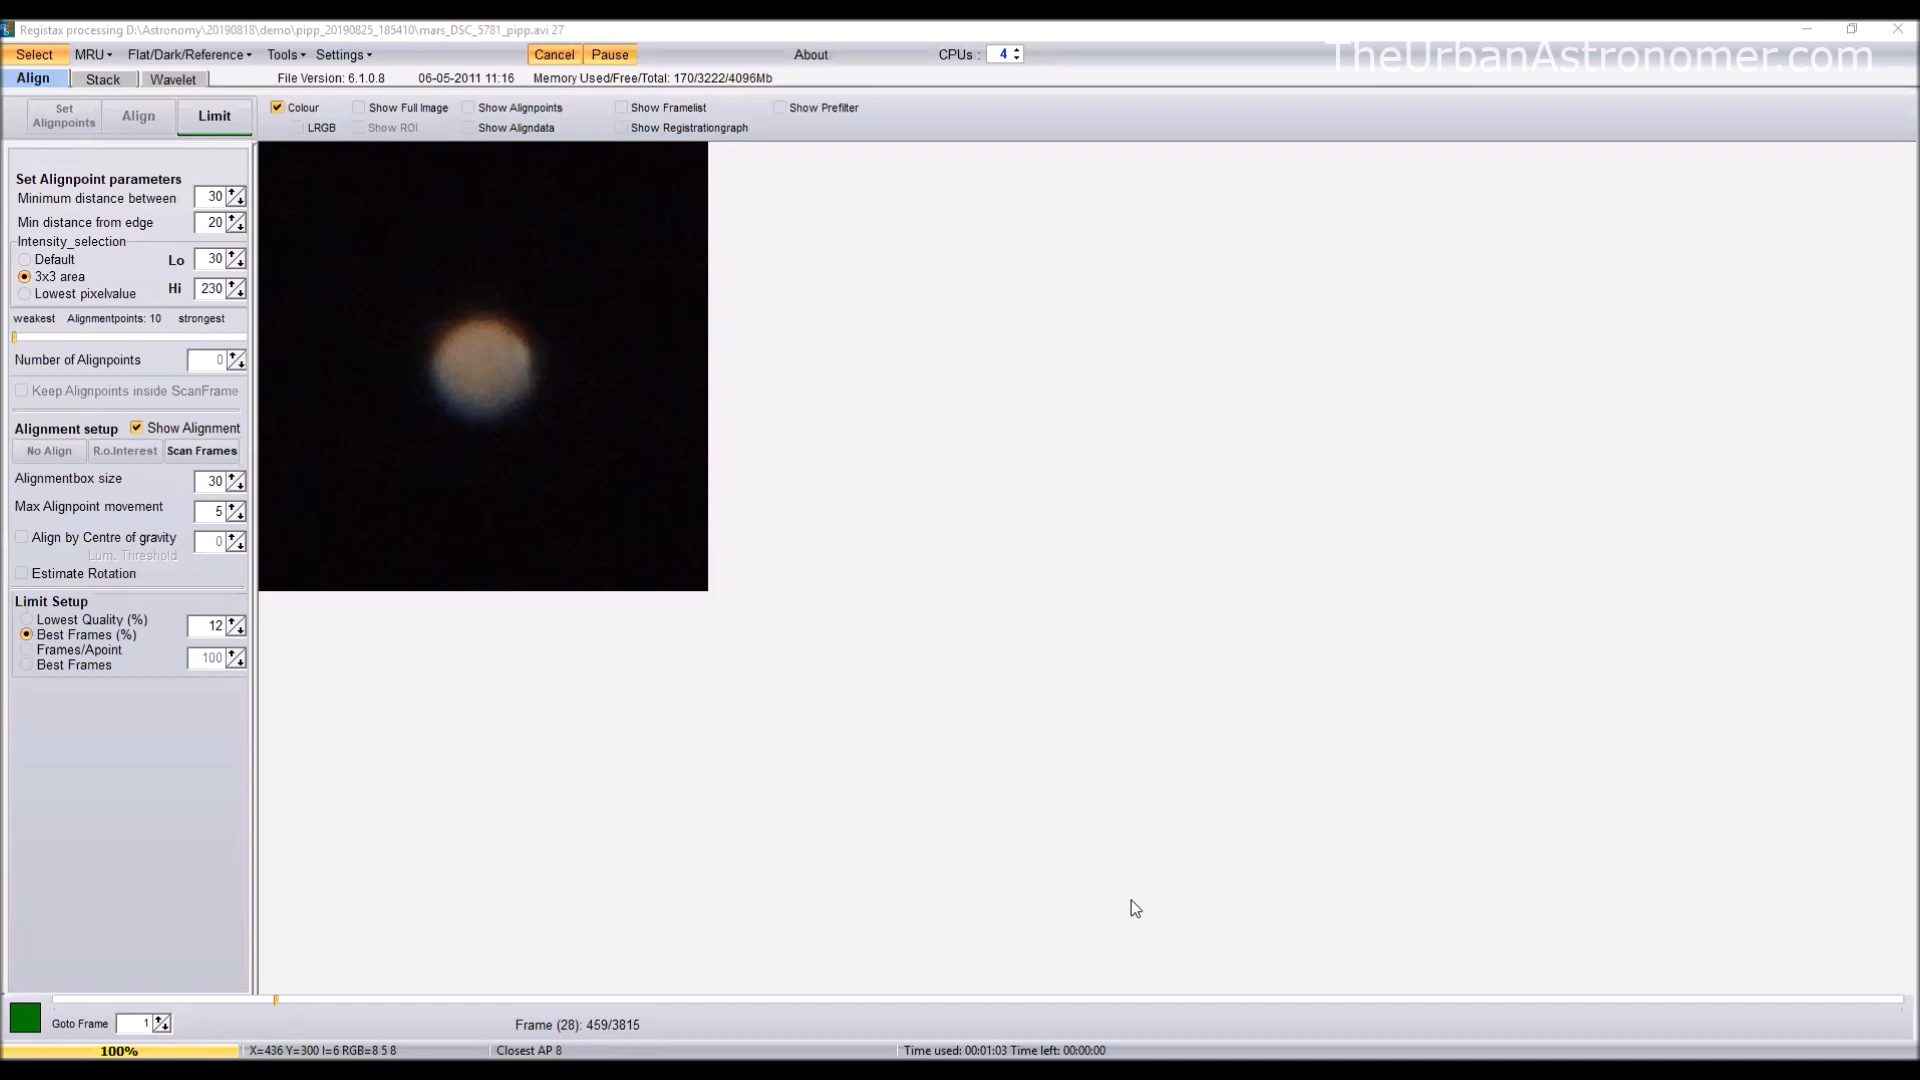 Registax processing D:\Astronomy\20190818\demo\pipp_20190825_185410\mars_DSC_5781_pipp.avi 27
TheUrbanAstronomer.com
Select MRU Flat/Dark/Reference Tools Settings Cancel Pause About CPUs : 4
Align Stack Wavelet File Version: 6.1.0.8 06-05-2011 11:16 Memory Used/Free/Total: 170/3222/4096Mb
Set Alignpoints Align Limit
Colour Show Full Image Show Alignpoints Show Framelist Show Prefilter
LRGB Show ROI Show Aligndata Show Registrationgraph
Set Alignpoint parameters
Minimum distance between 30
Min distance from edge 20
Intensity_selection
Default Lo 30
3x3 area
Lowest pixelvalue Hi 230
weakest Alignmentpoints: 10 strongest
Number of Alignpoints 0
Keep Alignpoints inside ScanFrame
Alignment setup Show Alignment
No Align R.o.Interest Scan Frames
Alignmentbox size 30
Max Alignpoint movement 5
Align by Centre of gravity 0
Lum. Threshold
Estimate Rotation
Limit Setup
Lowest Quality (%) 12
Best Frames (%)
Frames/Apoint 100
Best Frames
Goto Frame 1 Frame (28): 459/3815
100% X=436 Y=300 I=6 RGB=8 5 8 Closest AP 8 Time used: 00:01:03 Time left: 00:00:00